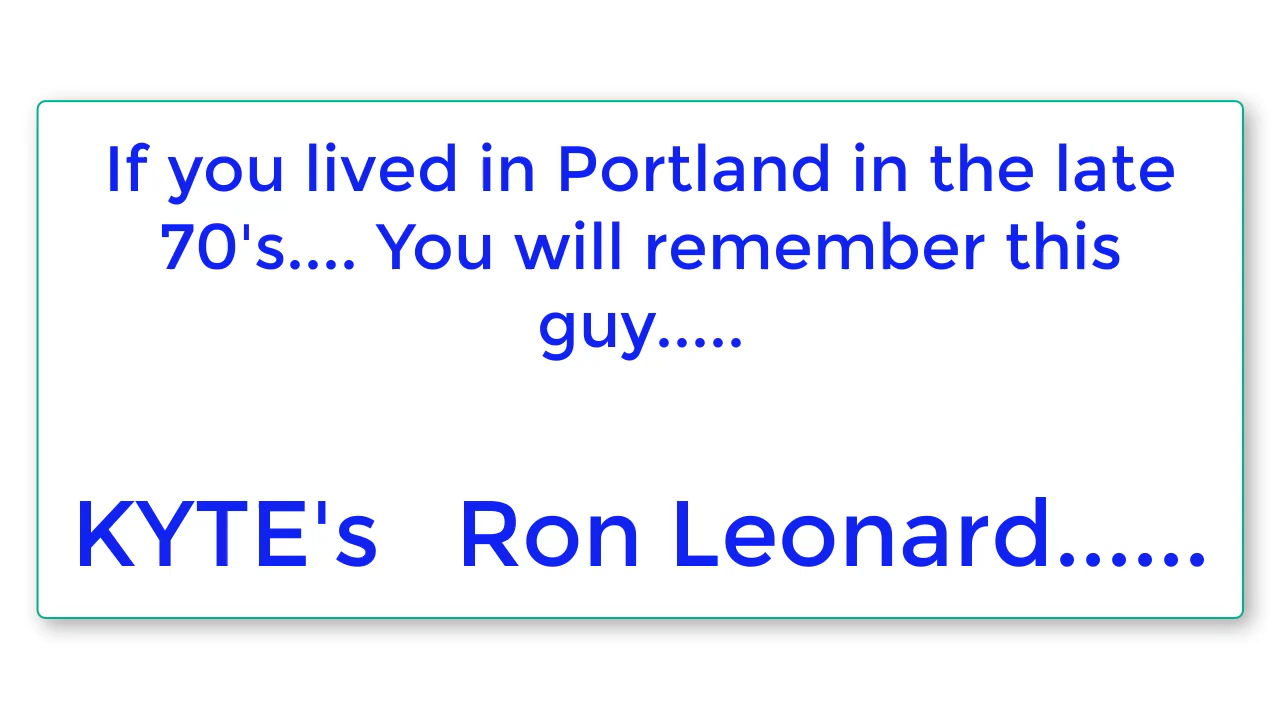 If you lived in Portland in the late
70's.... You will remember this
guy.....
KYTE's Ron Leonard......